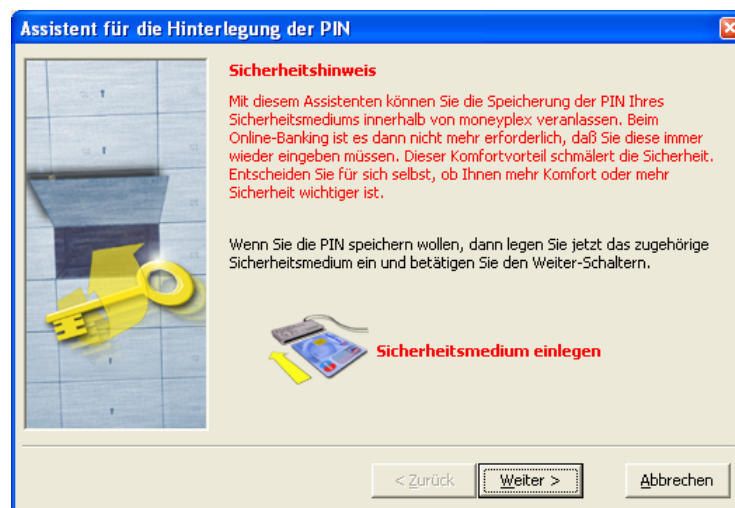 Assistent für die Hinterlegung der PIN
Sicherheitshinweis
Mit diesem Assistenten können Sie die Speicherung der PIN Ihres
Sicherheitsmediums innerhalb von moneyplex veranlassen. Beim
Online-Banking ist es dann nicht mehr erforderlich, daß Sie diese immer
wieder eingeben müssen. Dieser Komfortvorteil schmälert die Sicherheit.
Entscheiden Sie für sich selbst, ob Ihnen mehr Komfort oder mehr
Sicherheit wichtiger ist.
Wenn Sie die PIN speichern wollen, dann legen Sie jetzt das zugehörige
Sicherheitsmedium ein und betätigen Sie den Weiter-Schaltern.
Sicherheitsmedium einlegen
< Zurück Weiter > Abbrechen